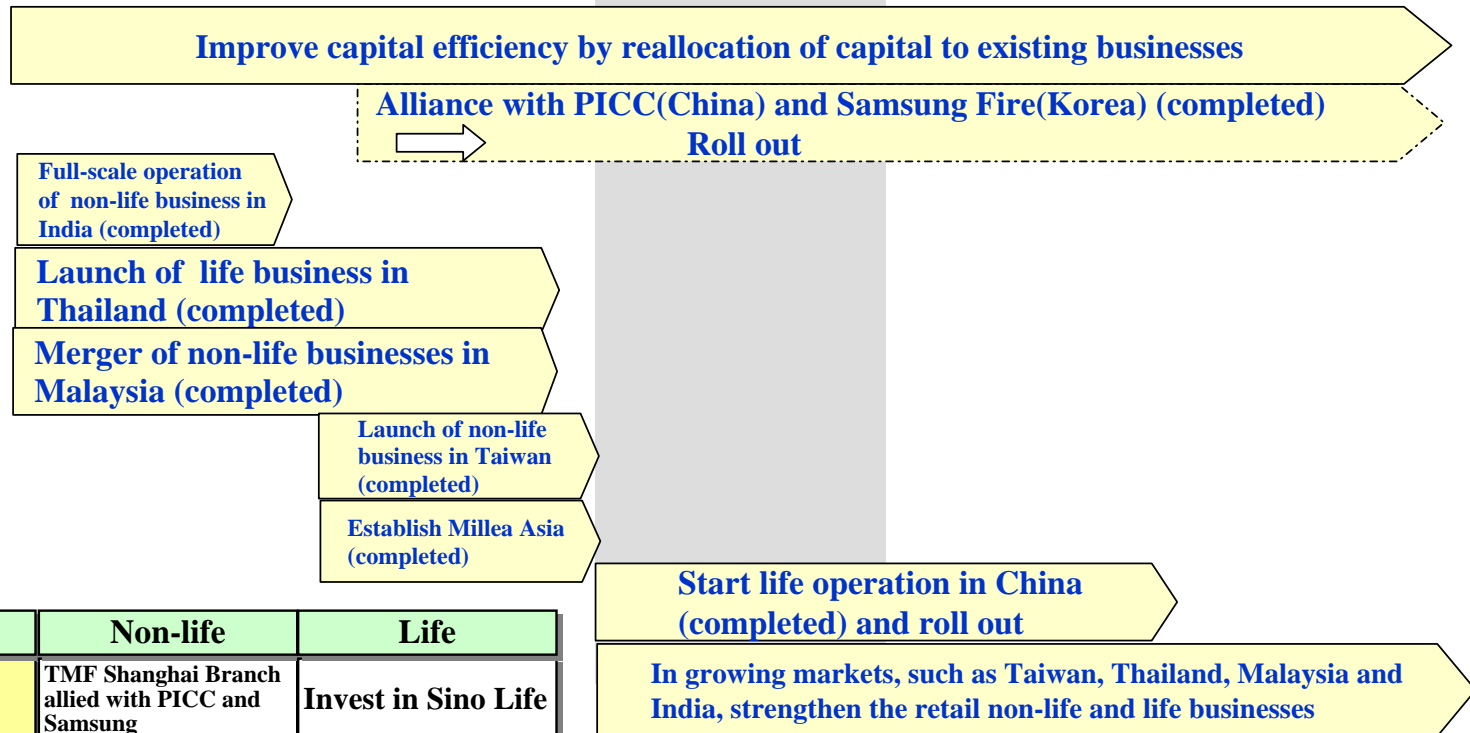 Improve capital efficiency by reallocation of capital to existing businesses
Alliance with PICC(China) and Samsung Fire(Korea) (completed)
Roll out
Full-scale operation
of non-life business in
India (completed)
Launch of life business in
Thailand (completed)
Merger of non-life businesses in
Malaysia (completed)
Launch of non-life
business in Taiwan
(completed)
Establish Millea Asia
(completed)
Start life operation in China
(completed) and roll out
In growing markets, such as Taiwan, Thailand, Malaysia and
India, strengthen the retail non-life and life businesses
Non-life
Life
TMF Shanghai Branch
allied with PICC and
Samsung
Invest in Sino Life